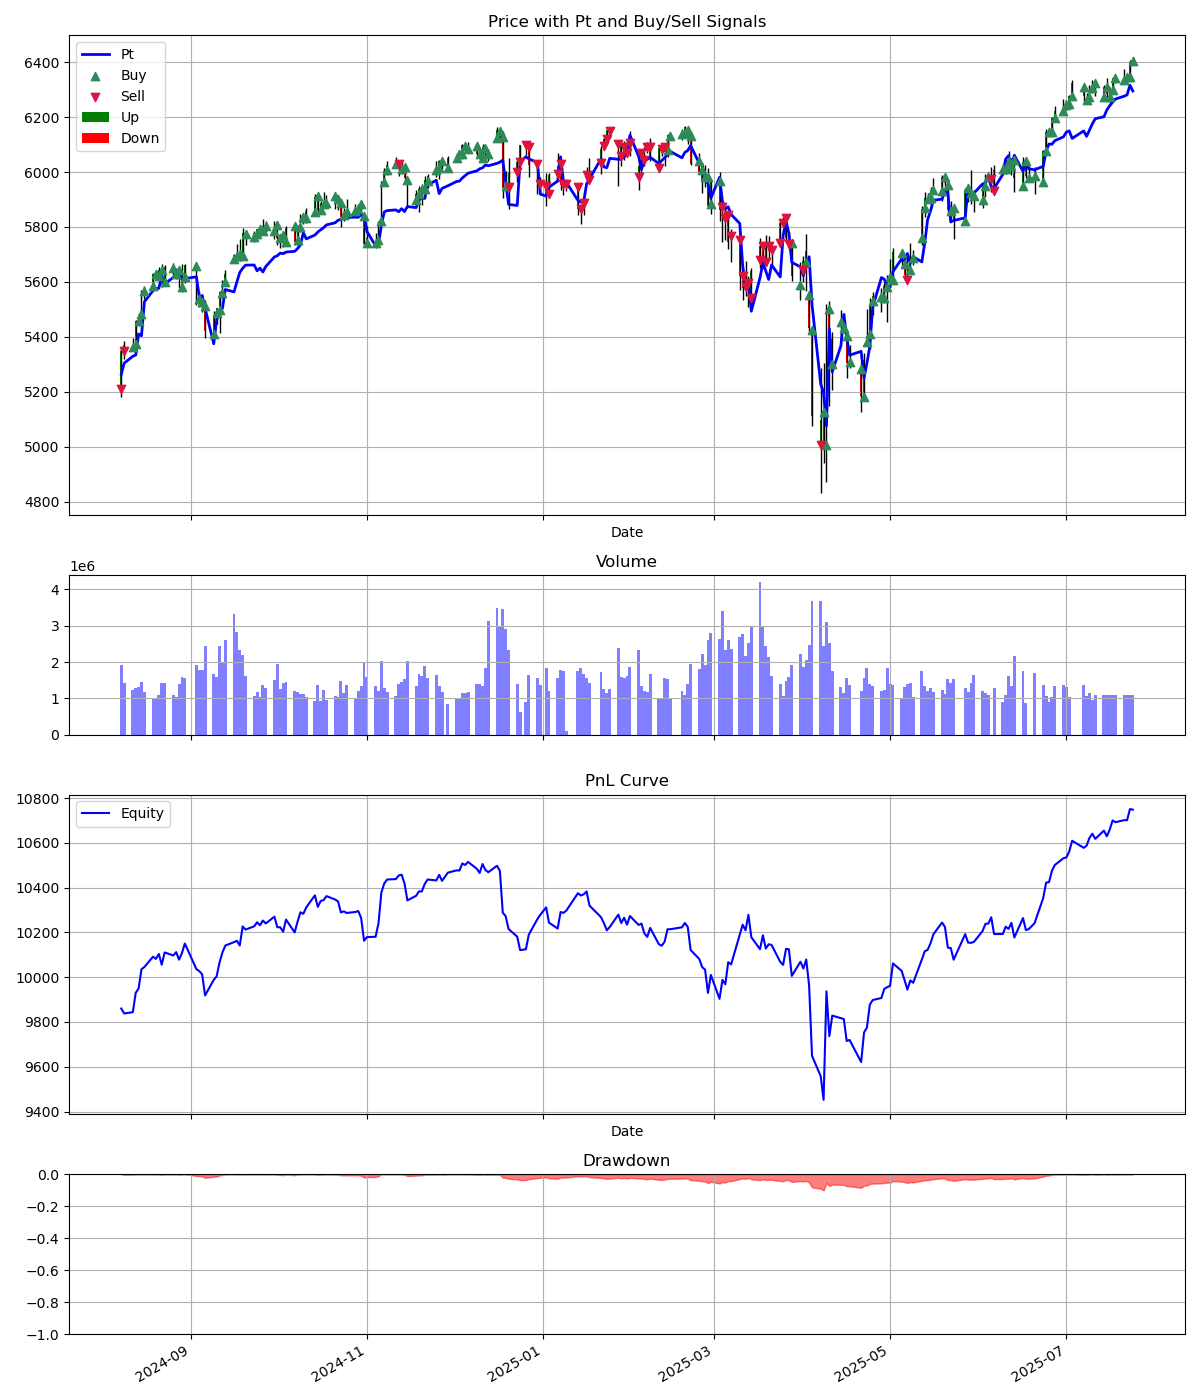 Price with Pt and Buy/Sell Signals
Pt
Buy
Sell
Up
Down
6400
6200
6000
5800
5600
5400
5200
5000
4800
Date
Volume
1e6
4
3
2
1
0
PnL Curve
Equity
10800
10600
10400
10200
10000
9800
9600
9400
Date
Drawdown
0.0
−0.2
−0.4
−0.6
−0.8
−1.0
2024-09
2024-11
2025-01
2025-03
2025-05
2025-07